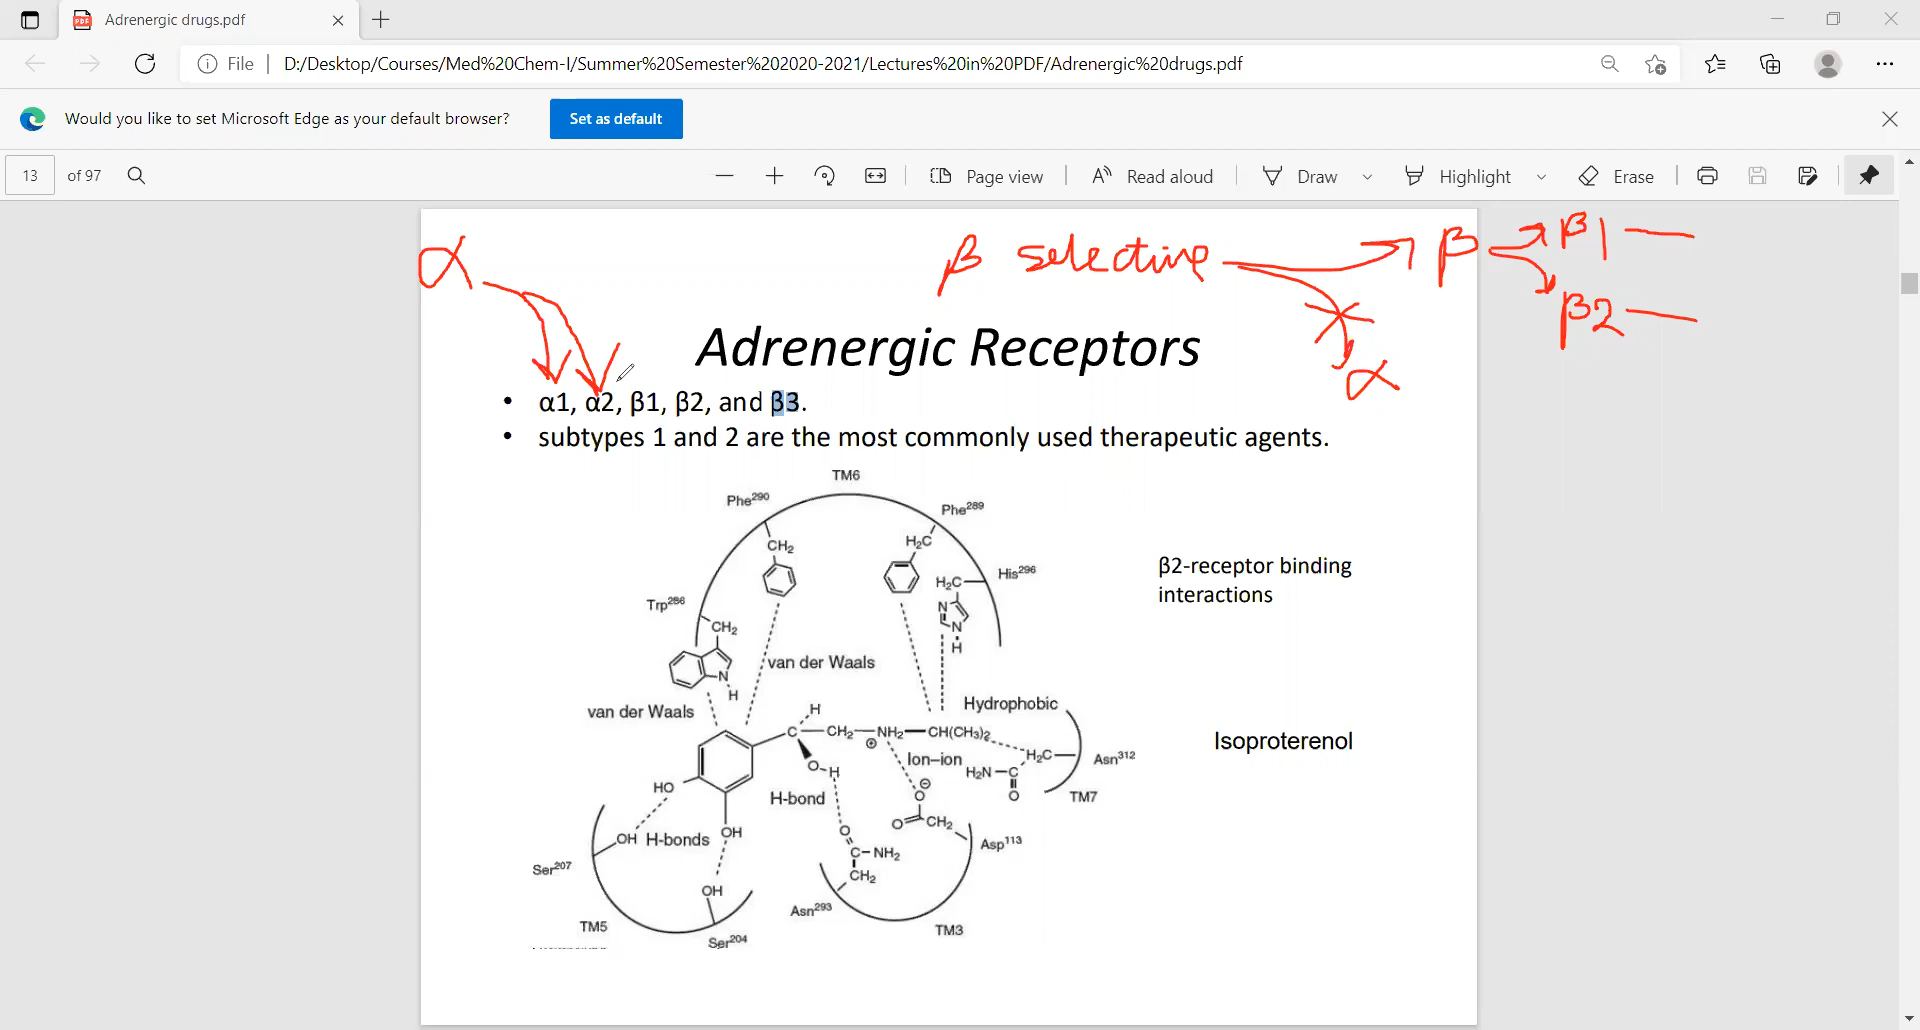 Adrenergic drugs.pdf
File
D:/Desktop/Courses/Med%20Chem-I/Summer%20Semester%202020-2021/Lectures%20in%20PDF/Adrenergic%20drugs.pdf
Would you like to set Microsoft Edge as your default browser?
Set as default
13 of 97
Page view
Read aloud
Draw
Highlight
Erase
α
β selective
β
β1
β2
α
Adrenergic Receptors
• α1, α2, β1, β2, and β3.
• subtypes 1 and 2 are the most commonly used therapeutic agents.
TM6
Phe290
Phe289
CH2
H2C
His296
H2C
N
N
H
Trp286
CH2
N
H
β2-receptor binding
interactions
van der Waals
van der Waals
Hydrophobic
H
C—CH2—NH2—CH(CH3)2
⊕
Isoproterenol
O-H
Ion–ion
H2C
Asn312
H2N—C
O
TM7
HO
H-bond
⊖
O
O
CH2
Asp113
OH
OH H-bonds
O
C—NH2
CH2
Ser207
OH
Asn293
TM5
Ser204
TM3